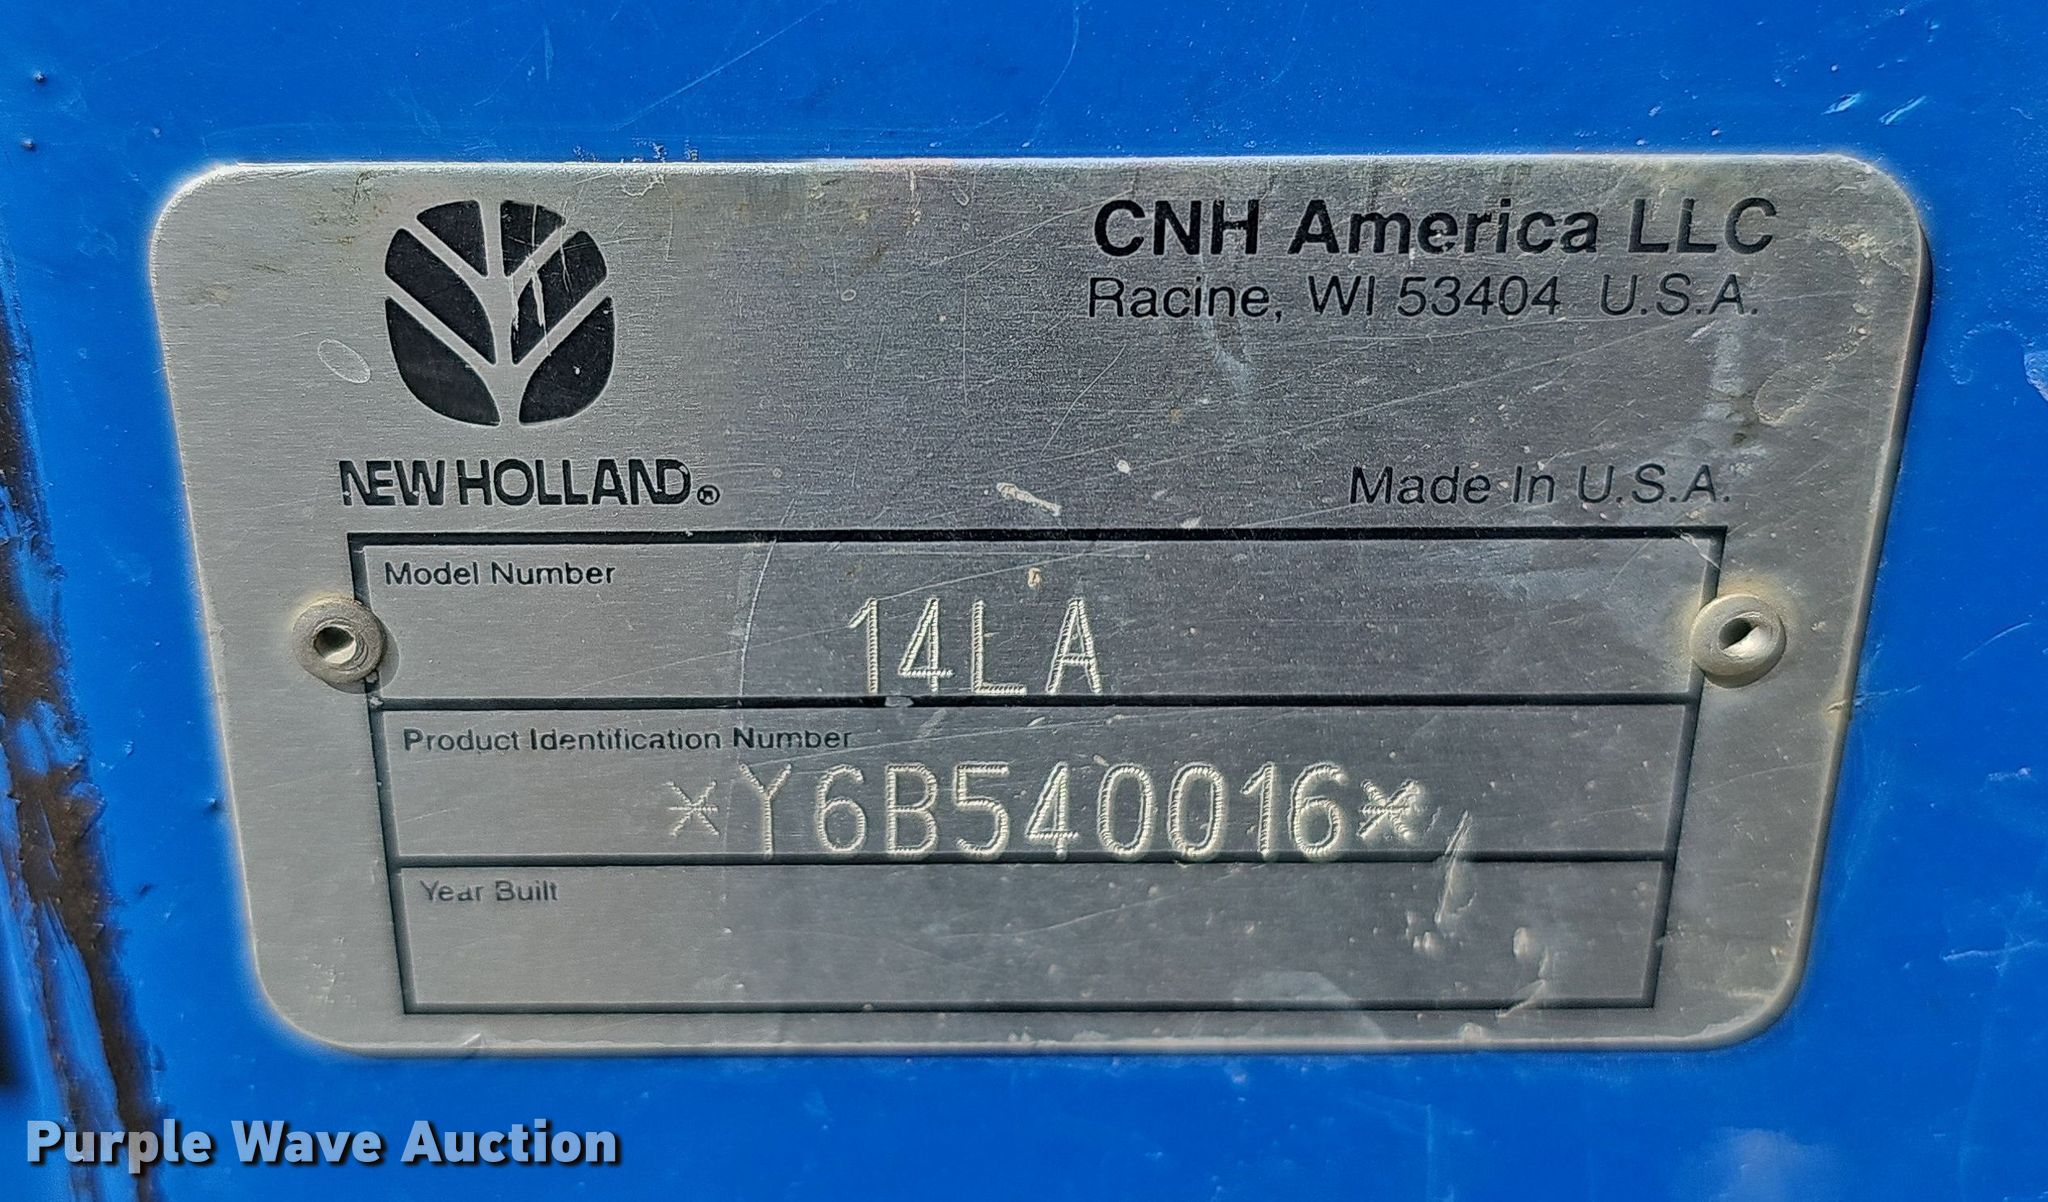 CNH America LLC
Racine, WI 53404 U.S.A.
NEW HOLLAND®
Made In U.S.A.
Model Number
14LA
Product Identification Number
*Y6B540016*
Year Built
Purple Wave Auction